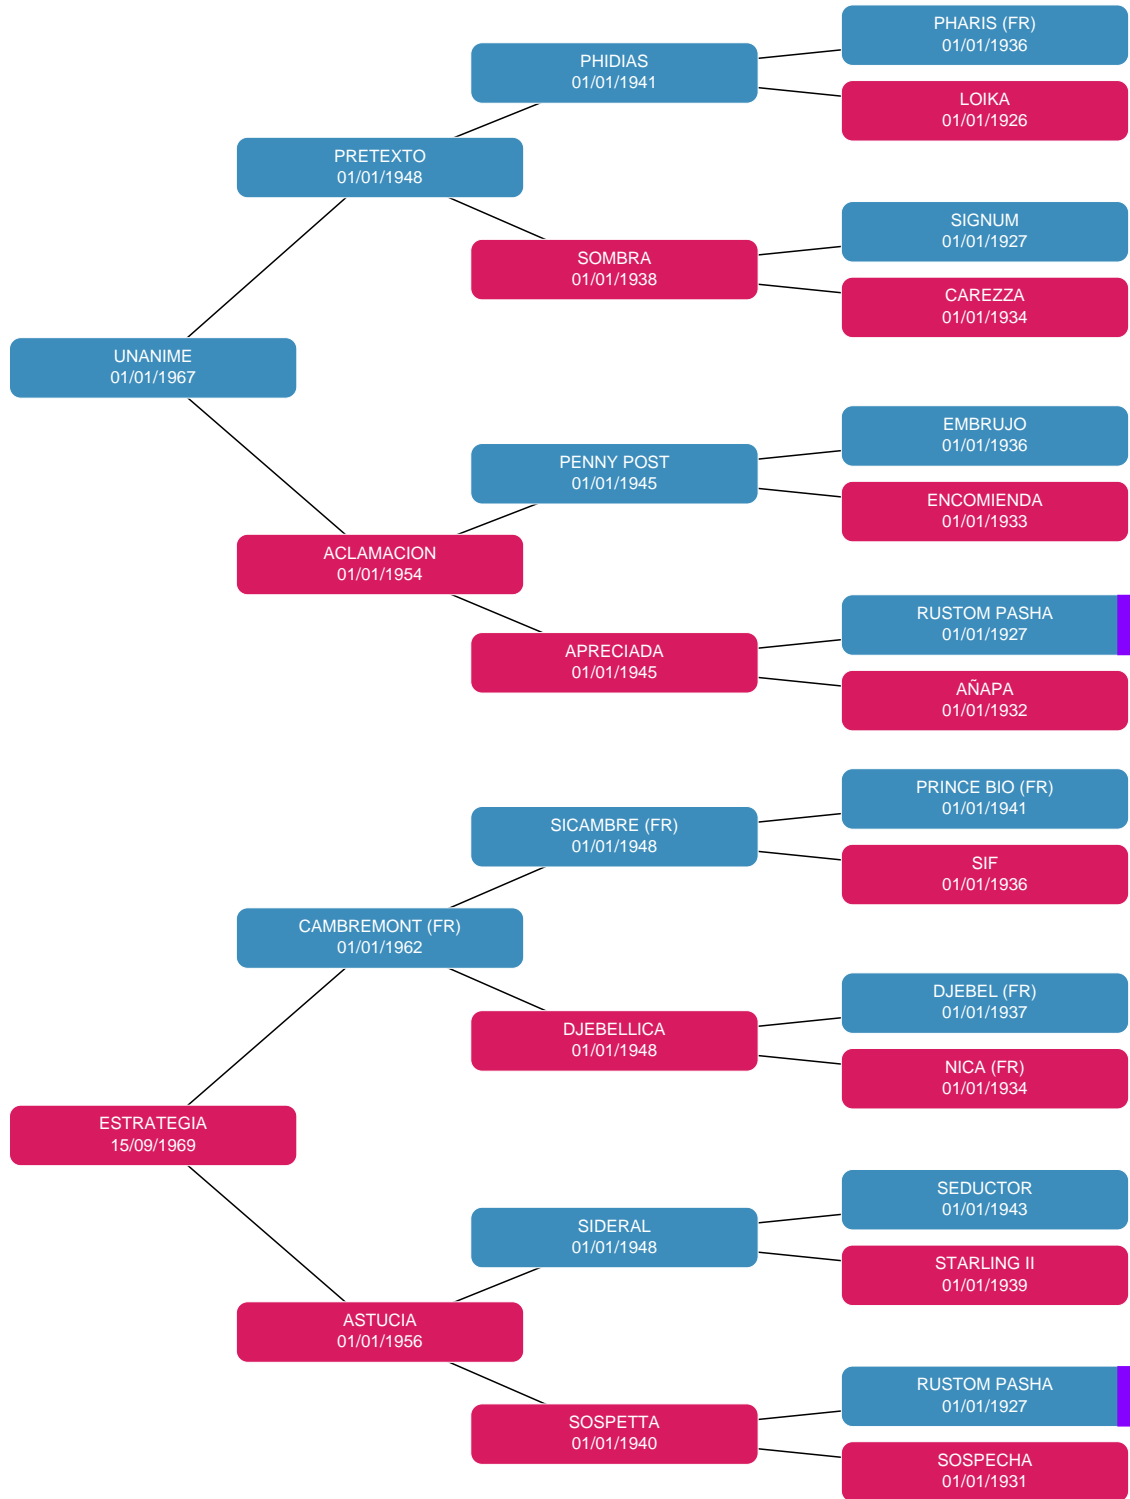 PHARIS (FR)
01/01/1936
PHIDIAS
01/01/1941
LOIKA
01/01/1926
PRETEXTO
01/01/1948
SIGNUM
01/01/1927
SOMBRA
01/01/1938
CAREZZA
01/01/1934
UNANIME
01/01/1967
EMBRUJO
01/01/1936
PENNY POST
01/01/1945
ENCOMIENDA
01/01/1933
ACLAMACION
01/01/1954
RUSTOM PASHA
01/01/1927
APRECIADA
01/01/1945
AÑAPA
01/01/1932
PRINCE BIO (FR)
01/01/1941
SICAMBRE (FR)
01/01/1948
SIF
01/01/1936
CAMBREMONT (FR)
01/01/1962
DJEBEL (FR)
01/01/1937
DJEBELLICA
01/01/1948
NICA (FR)
01/01/1934
ESTRATEGIA
15/09/1969
SEDUCTOR
01/01/1943
SIDERAL
01/01/1948
STARLING II
01/01/1939
ASTUCIA
01/01/1956
RUSTOM PASHA
01/01/1927
SOSPETTA
01/01/1940
SOSPECHA
01/01/1931